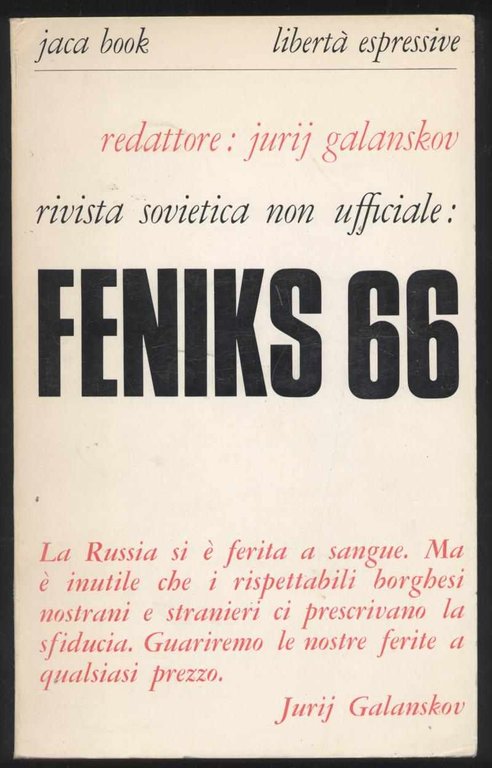 jaca book libertà espressive
redattore: jurij galanskov
rivista sovietica non ufficiale:
FENIKS 66
La Russia si è ferita a sangue. Ma
è inutile che i rispettabili borghesi
nostrani e stranieri ci prescrivano la
sfiducia. Guariremo le nostre ferite a
qualsiasi prezzo.
Jurij Galanskov